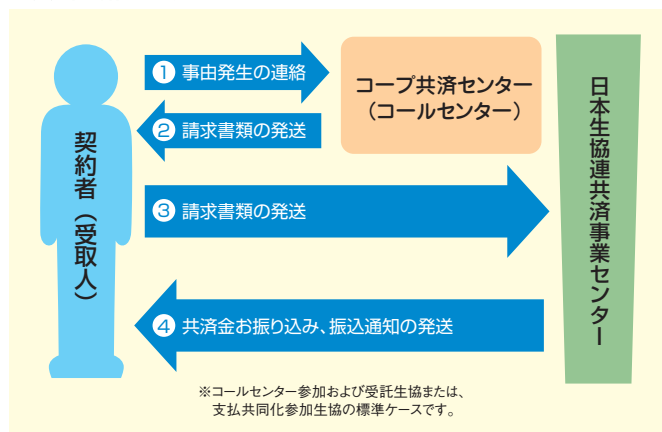 ① 事由発生の連絡
コープ共済センター
（コールセンター）
② 請求書類の発送
契約者（受取人）
③ 請求書類の発送
日本生協連共済事業センター
④ 共済金お振り込み、振込通知の発送
※コールセンター参加および受託生協または、
支払共同化参加生協の標準ケースです。